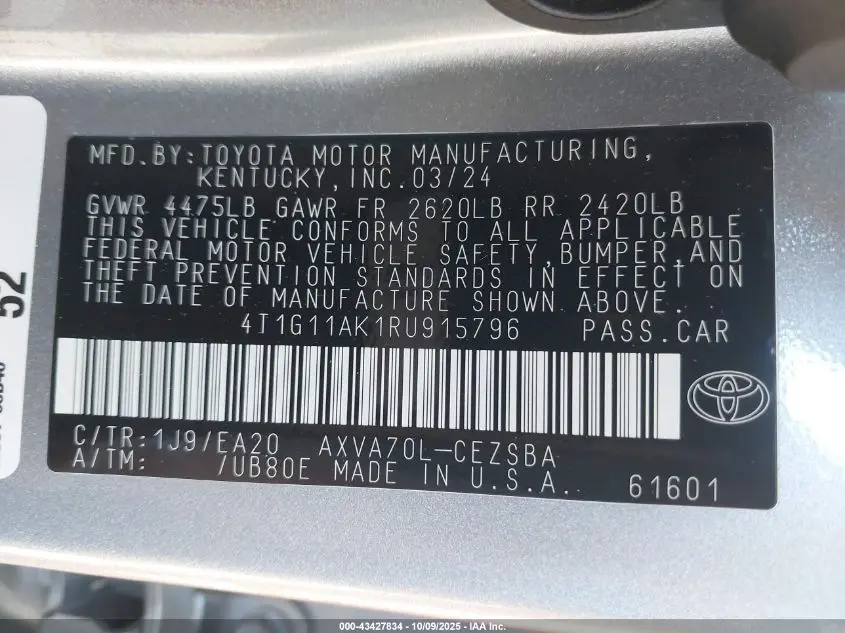 MFD.BY:TOYOTA MOTOR MANUFACTURING,
KENTUCKY,INC.03/24
GVWR 4475LB GAWR FR 2620LB RR 2420LB
THIS VEHICLE CONFORMS TO ALL APPLICABLE
FEDERAL MOTOR VEHICLE SAFETY,BUMPER,AND
THEFT PREVENTION STANDARDS IN EFFECT ON
THE DATE OF MANUFACTURE SHOWN ABOVE.
4T1G11AK1RU915796 PASS.CAR
C/TR:1J9/EA20 AXVA70L-CEZSBA
A/TM: /UB80E MADE IN U.S.A. 61601
52
000-43427834 | 10/09/2025 | ©2025 - IAA Inc.